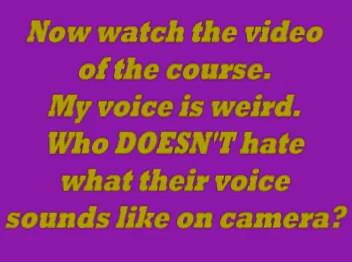 Now watch the video
of the course.
My voice is weird.
Who DOESN'T hate
what their voice
sounds like on camera?